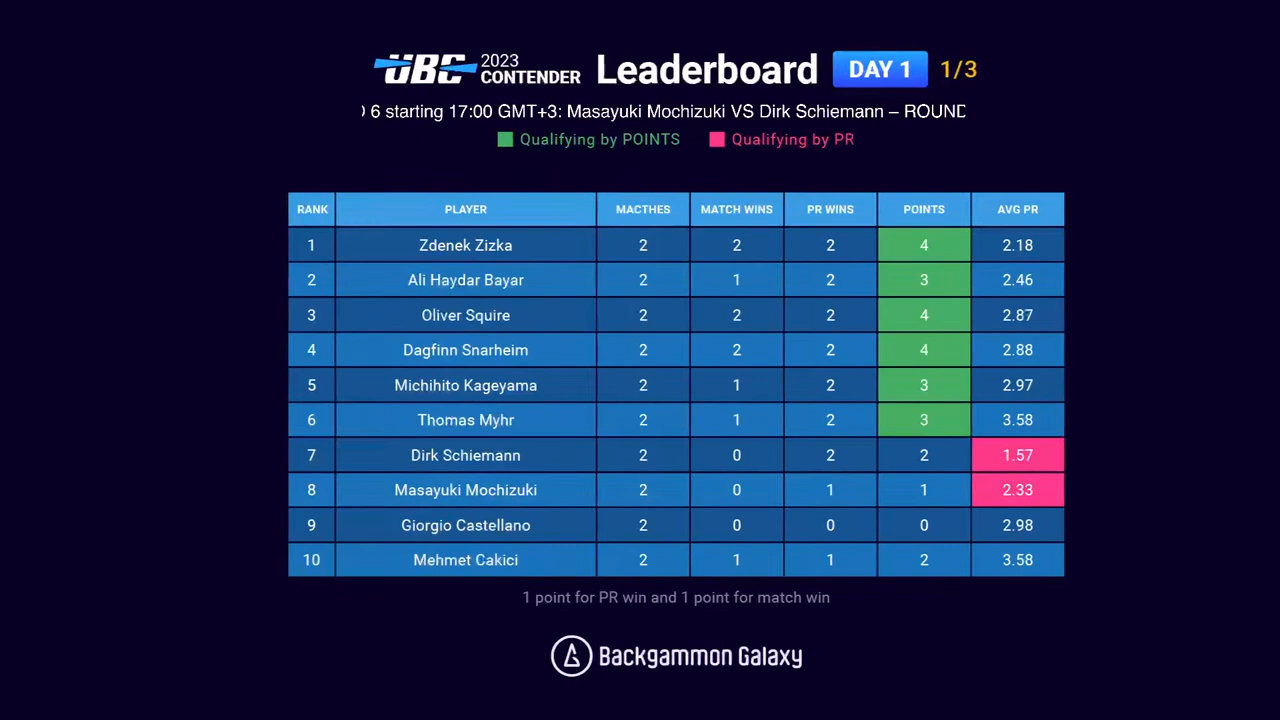 UBC 2023 CONTENDER Leaderboard DAY 1 1/3
6 starting 17:00 GMT+3: Masayuki Mochizuki VS Dirk Schiemann – ROUND
Qualifying by POINTS Qualifying by PR
RANK PLAYER MACTHES MATCH WINS PR WINS POINTS AVG PR
1 Zdenek Zizka 2 2 2 4 2.18
2 Ali Haydar Bayar 2 1 2 3 2.46
3 Oliver Squire 2 2 2 4 2.87
4 Dagfinn Snarheim 2 2 2 4 2.88
5 Michihito Kageyama 2 1 2 3 2.97
6 Thomas Myhr 2 1 2 3 3.58
7 Dirk Schiemann 2 0 2 2 1.57
8 Masayuki Mochizuki 2 0 1 1 2.33
9 Giorgio Castellano 2 0 0 0 2.98
10 Mehmet Cakici 2 1 1 2 3.58
1 point for PR win and 1 point for match win
Backgammon Galaxy